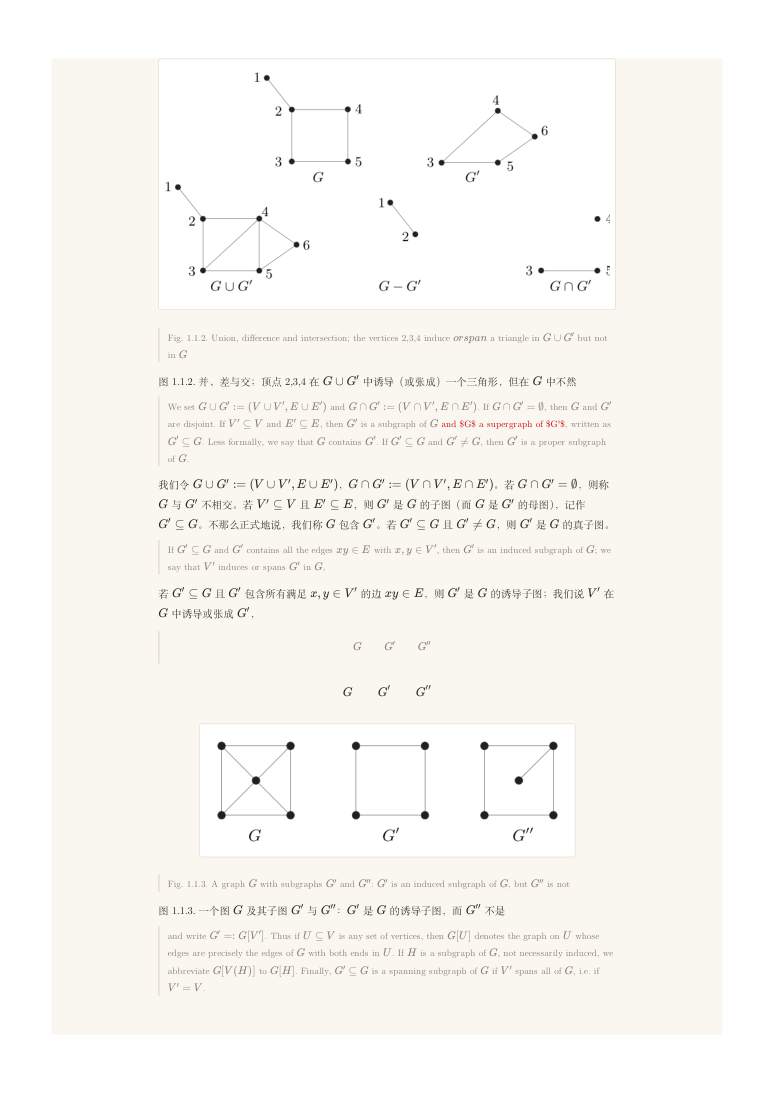 1
2
4
3
5
G
4
6
3
5
G′
1
2
4
3
5
6
G ∪ G′
1
2
G − G′
4
3
5
G ∩ G′
Fig. 1.1.2. Union, difference and intersection; the vertices 2,3,4 induce orspan a triangle in G ∪ G′ but not
in G
图 1.1.2. 并、差与交；顶点 2,3,4 在 G ∪ G′ 中诱导（或张成）一个三角形，但在 G 中不然
We set G ∪ G′ := (V ∪ V′, E ∪ E′) and G ∩ G′ := (V ∩ V′, E ∩ E′). If G ∩ G′ = ∅, then G and G′
are disjoint. If V′ ⊆ V and E′ ⊆ E, then G′ is a subgraph of G and $G$ a supergraph of $G'$, written as
G′ ⊆ G. Less formally, we say that G contains G′. If G′ ⊆ G and G′ ≠ G, then G′ is a proper subgraph
of G.
我们令 G ∪ G′ := (V ∪ V′, E ∪ E′)，G ∩ G′ := (V ∩ V′, E ∩ E′)。若 G ∩ G′ = ∅，则称
G 与 G′ 不相交。若 V′ ⊆ V 且 E′ ⊆ E，则 G′ 是 G 的子图（而 G 是 G′ 的母图），记作
G′ ⊆ G。不那么正式地说，我们称 G 包含 G′。若 G′ ⊆ G 且 G′ ≠ G，则 G′ 是 G 的真子图。
If G′ ⊆ G and G′ contains all the edges xy ∈ E with x, y ∈ V′, then G′ is an induced subgraph of G; we
say that V′ induces or spans G′ in G,
若 G′ ⊆ G 且 G′ 包含所有满足 x, y ∈ V′ 的边 xy ∈ E，则 G′ 是 G 的诱导子图；我们说 V′ 在
G 中诱导或张成 G′，
G G′ G″
G G′ G″
G G′ G″
Fig. 1.1.3. A graph G with subgraphs G′ and G″: G′ is an induced subgraph of G, but G″ is not
图 1.1.3. 一个图 G 及其子图 G′ 与 G″：G′ 是 G 的诱导子图，而 G″ 不是
and write G′ =: G[V′]. Thus if U ⊆ V is any set of vertices, then G[U] denotes the graph on U whose
edges are precisely the edges of G with both ends in U. If H is a subgraph of G, not necessarily induced, we
abbreviate G[V(H)] to G[H]. Finally, G′ ⊆ G is a spanning subgraph of G if V′ spans all of G, i.e. if
V′ = V.